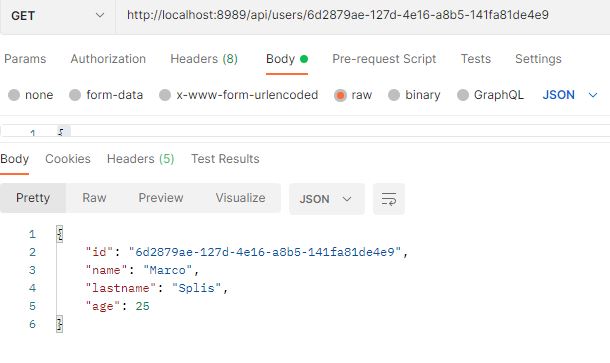 GET http://localhost:8989/api/users/6d2879ae-127d-4e16-a8b5-141fa81de4e9
Params Authorization Headers (8) Body Pre-request Script Tests Settings
none form-data x-www-form-urlencoded raw binary GraphQL JSON
1 {
Body Cookies Headers (5) Test Results
Pretty Raw Preview Visualize JSON
1 {
2 "id": "6d2879ae-127d-4e16-a8b5-141fa81de4e9",
3 "name": "Marco",
4 "lastname": "Splis",
5 "age": 25
6 }